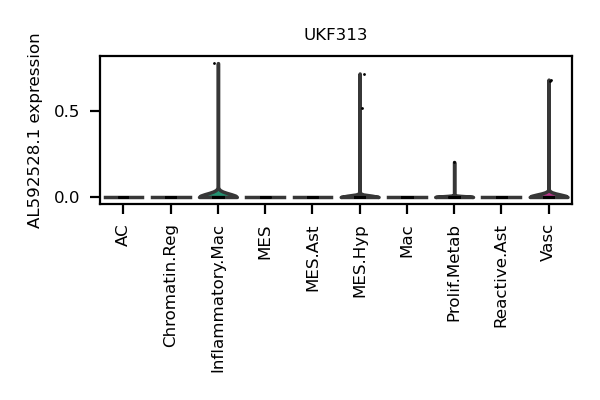 UKF313
AL592528.1 expression
0.5
0.0
AC
Chromatin.Reg
Inflammatory.Mac
MES
MES.Ast
MES.Hyp
Mac
Prolif.Metab
Reactive.Ast
Vasc